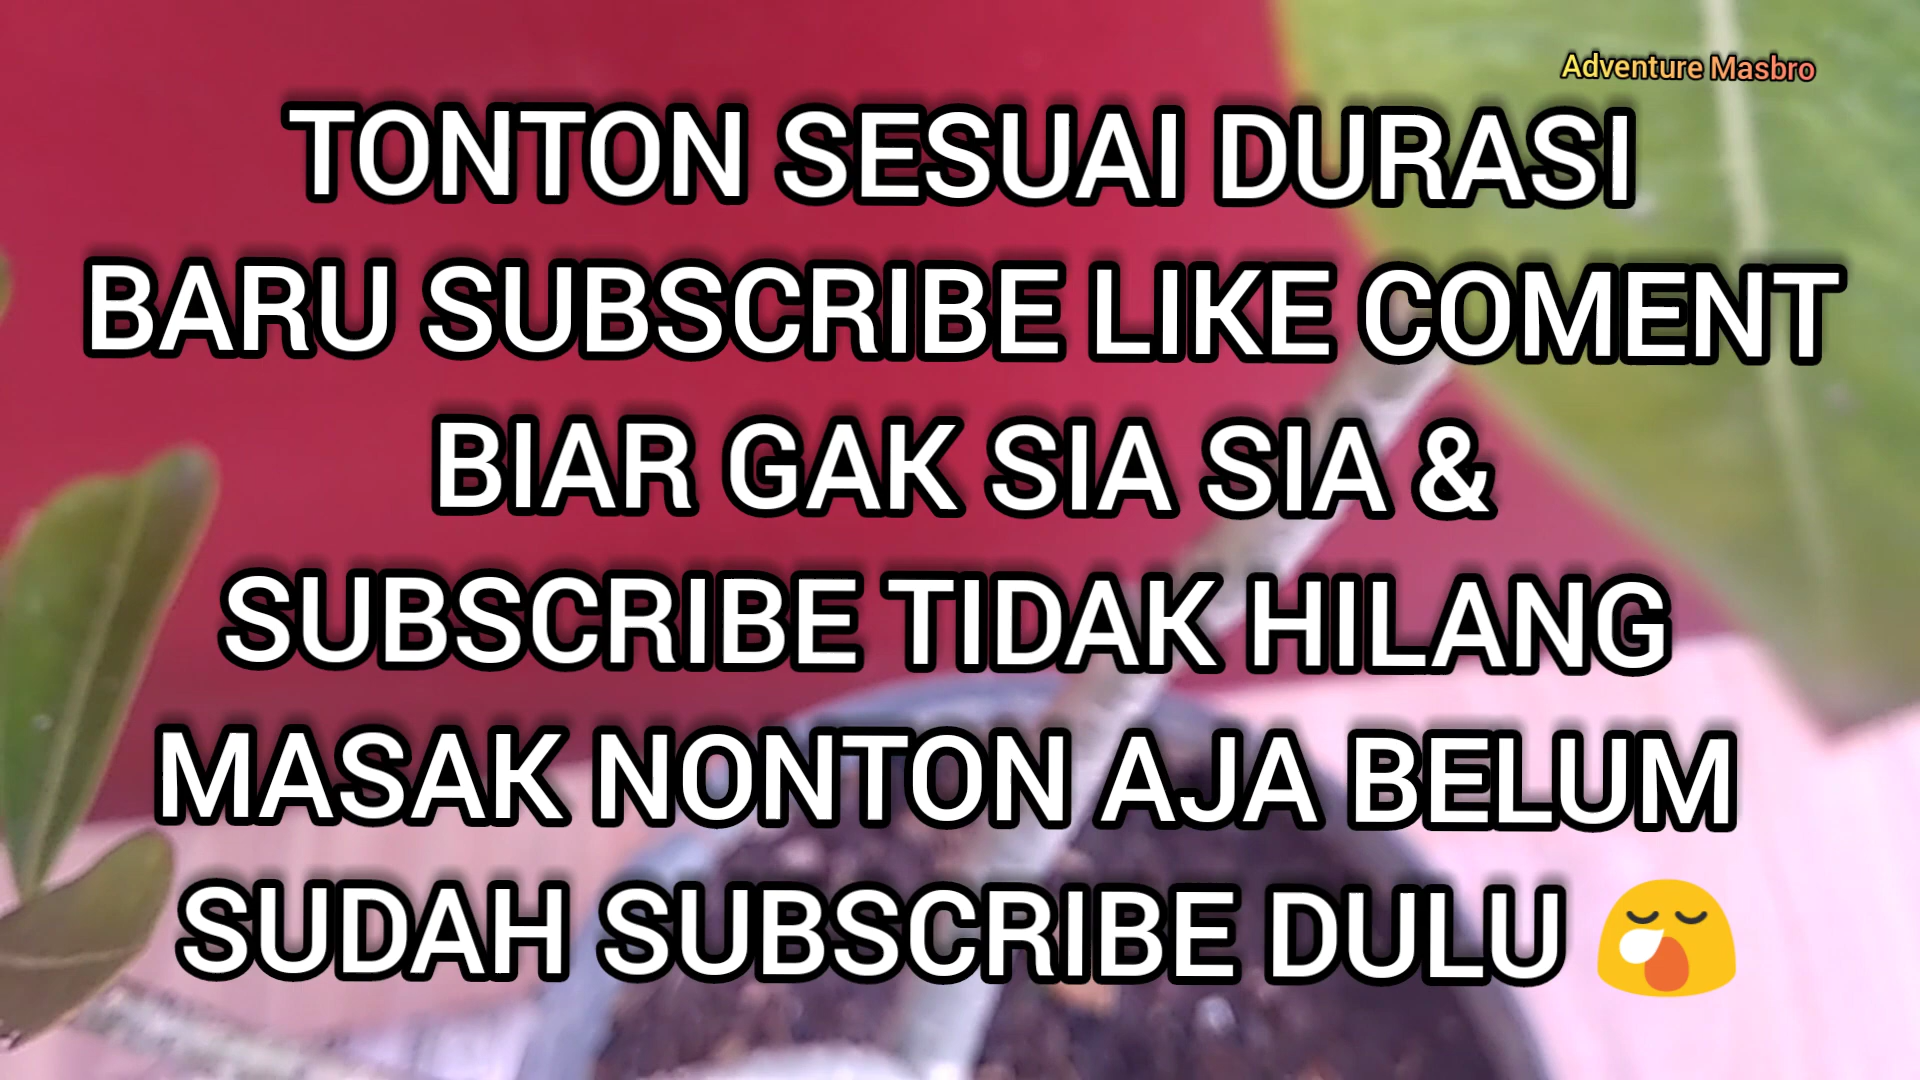 Adventure Masbro
TONTON SESUAI DURASI
BARU SUBSCRIBE LIKE COMENT
BIAR GAK SIA SIA &
SUBSCRIBE TIDAK HILANG
MASAK NONTON AJA BELUM
SUDAH SUBSCRIBE DULU 😪